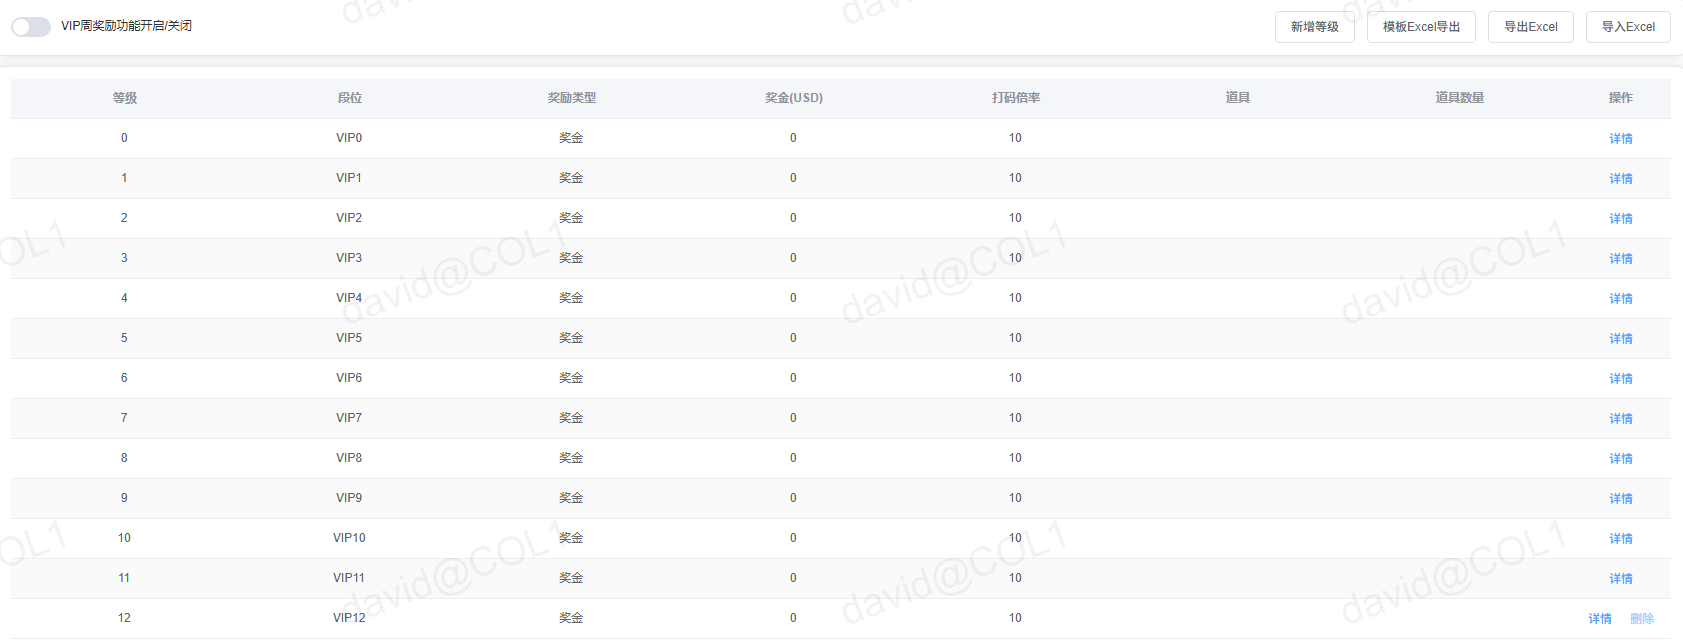 VIP周奖励功能开启/关闭 新增等级 模板Excel导出 导出Excel 导入Excel
等级 段位 奖励类型 奖金(USD) 打码倍率 道具 道具数量 操作
0 VIP0 奖金 0 10 详情
1 VIP1 奖金 0 10 详情
2 VIP2 奖金 0 10 详情
3 VIP3 奖金 0 10 详情
4 VIP4 奖金 0 10 详情
5 VIP5 奖金 0 10 详情
6 VIP6 奖金 0 10 详情
7 VIP7 奖金 0 10 详情
8 VIP8 奖金 0 10 详情
9 VIP9 奖金 0 10 详情
10 VIP10 奖金 0 10 详情
11 VIP11 奖金 0 10 详情
12 VIP12 奖金 0 10 详情 删除
david@COL1
david@COL1
david@COL1
david@COL1
david@COL1
david@COL1